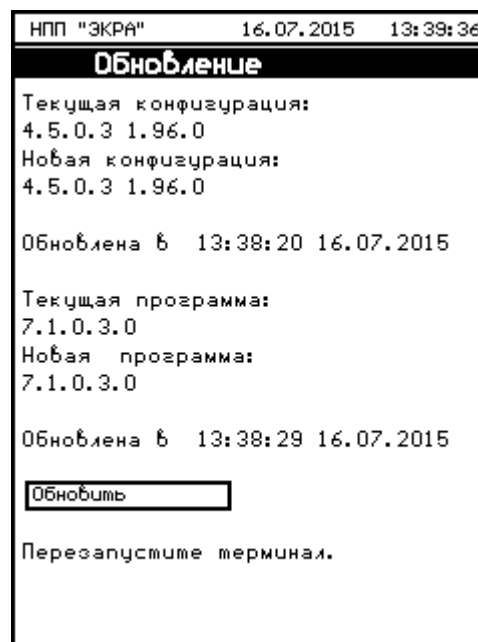 НПП "ЭКРА" 16.07.2015 13:39:36
Обновление
Текущая конфигурация:
4.5.0.3 1.96.0
Новая конфигурация:
4.5.0.3 1.96.0
Обновлена в 13:38:20 16.07.2015
Текущая программа:
7.1.0.3.0
Новая программа:
7.1.0.3.0
Обновлена в 13:38:29 16.07.2015
Обновить
Перезапустите терминал.